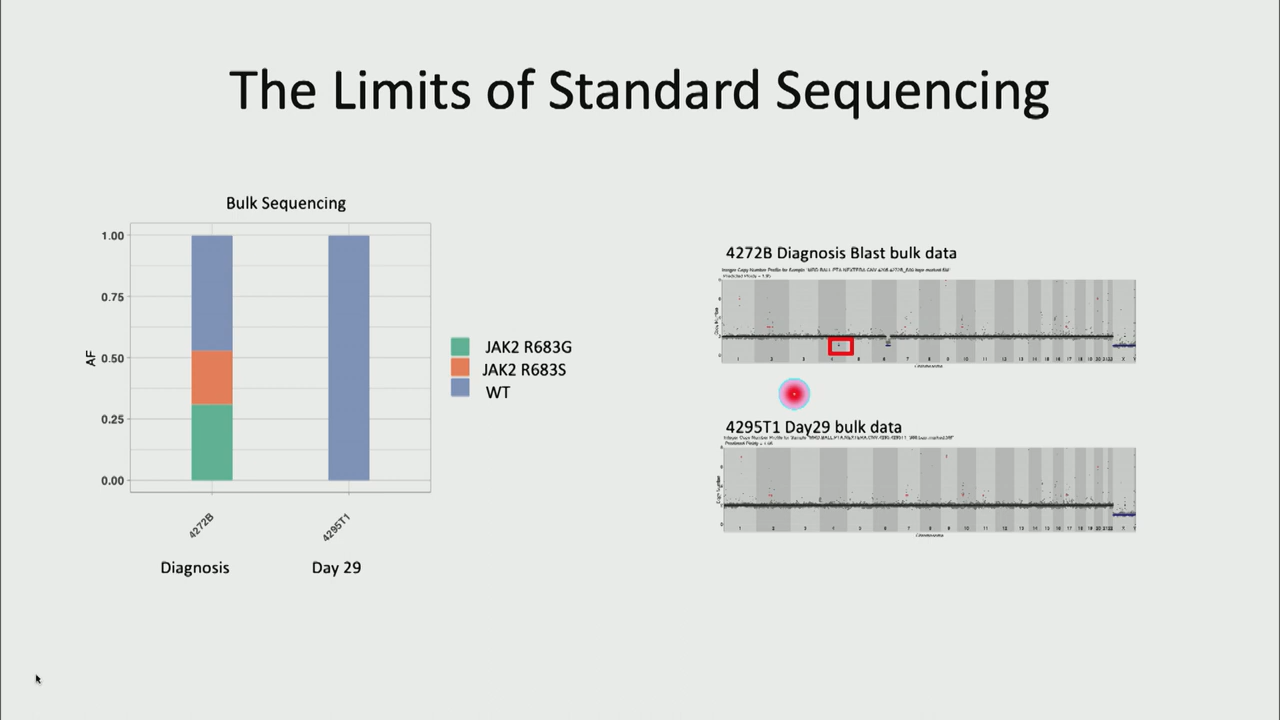 The Limits of Standard Sequencing
Bulk Sequencing
1.00
0.75
0.50
0.25
0.00
AF
4272B
4295T1
Diagnosis
Day 29
JAK2 R683G
JAK2 R683S
WT
4272B Diagnosis Blast bulk data
4295T1 Day29 bulk data